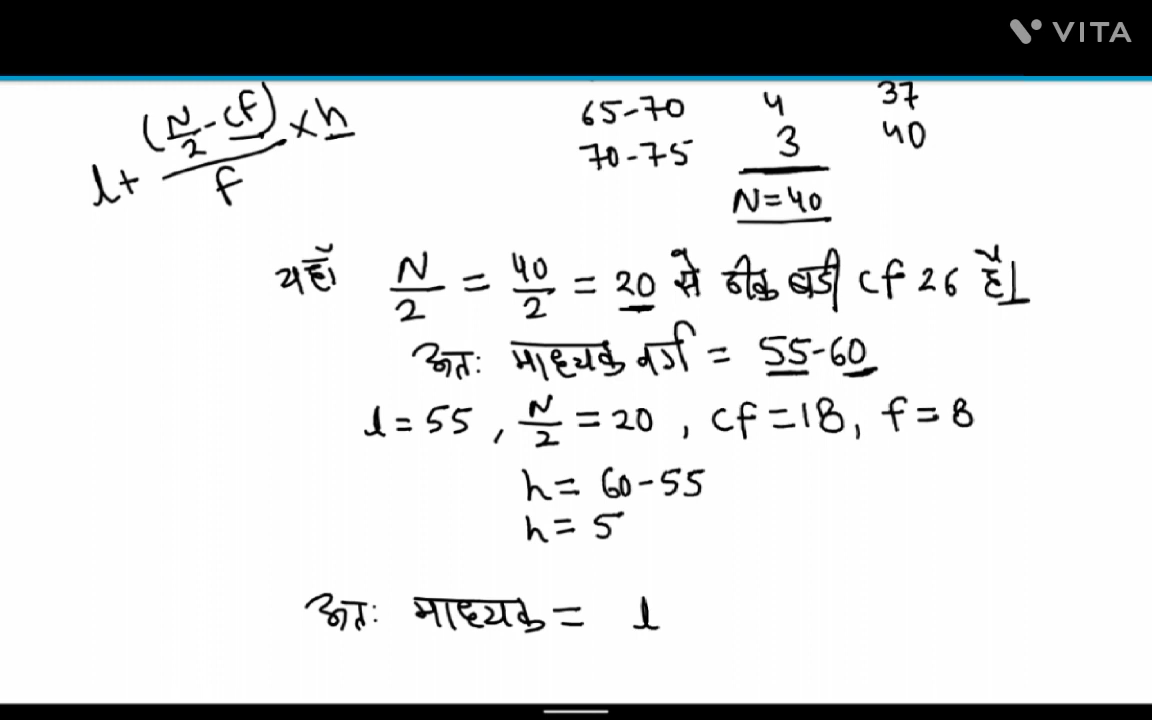 VITA
65-70 4 37
70-75 3 40
l + (N/2 - cf)/f × h
N=40
यहाँ N/2 = 40/2 = 20 से ठीक बडी cf 26 है।
अतः माध्यक वर्ग = 55-60
l = 55 , N/2 = 20 , cf = 18, f = 8
h = 60-55
h = 5
अतः माध्यक = l